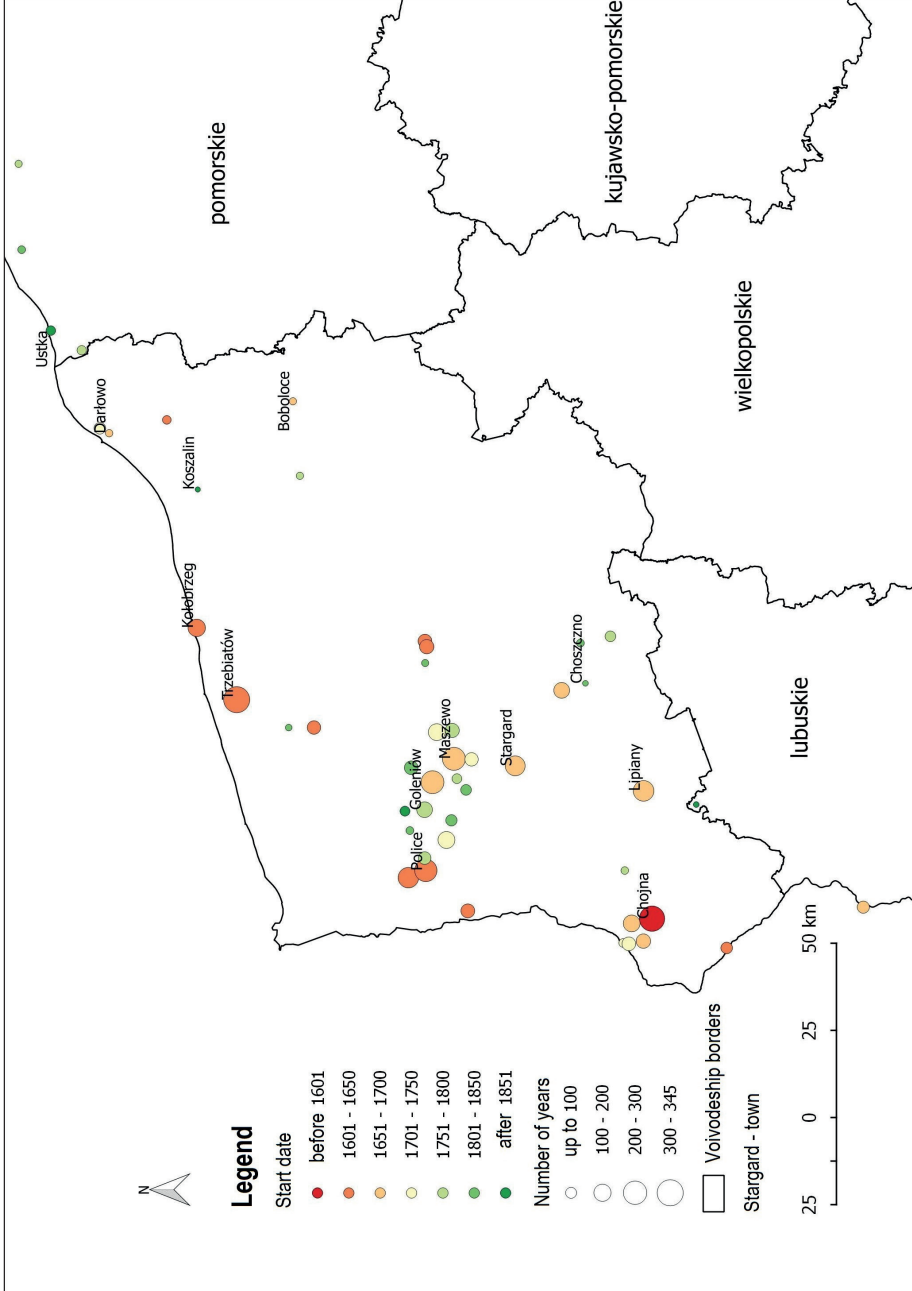 pomorskie
kujawsko-pomorskie
wielkopolskie
lubuskie
Ustka
Darłowo
Koszalin
Boboloce
Kołobrzeg
Trzebiatów
Goleniów
Maszewo
Police
Stargard
Choszczno
Lipiany
Chojna
N
Legend
Start date
before 1601
1601 - 1650
1651 - 1700
1701 - 1750
1751 - 1800
1801 - 1850
after 1851
Number of years
up to 100
100 - 200
200 - 300
300 - 345
Voivodeship borders
Stargard - town
25 0 25 50 km